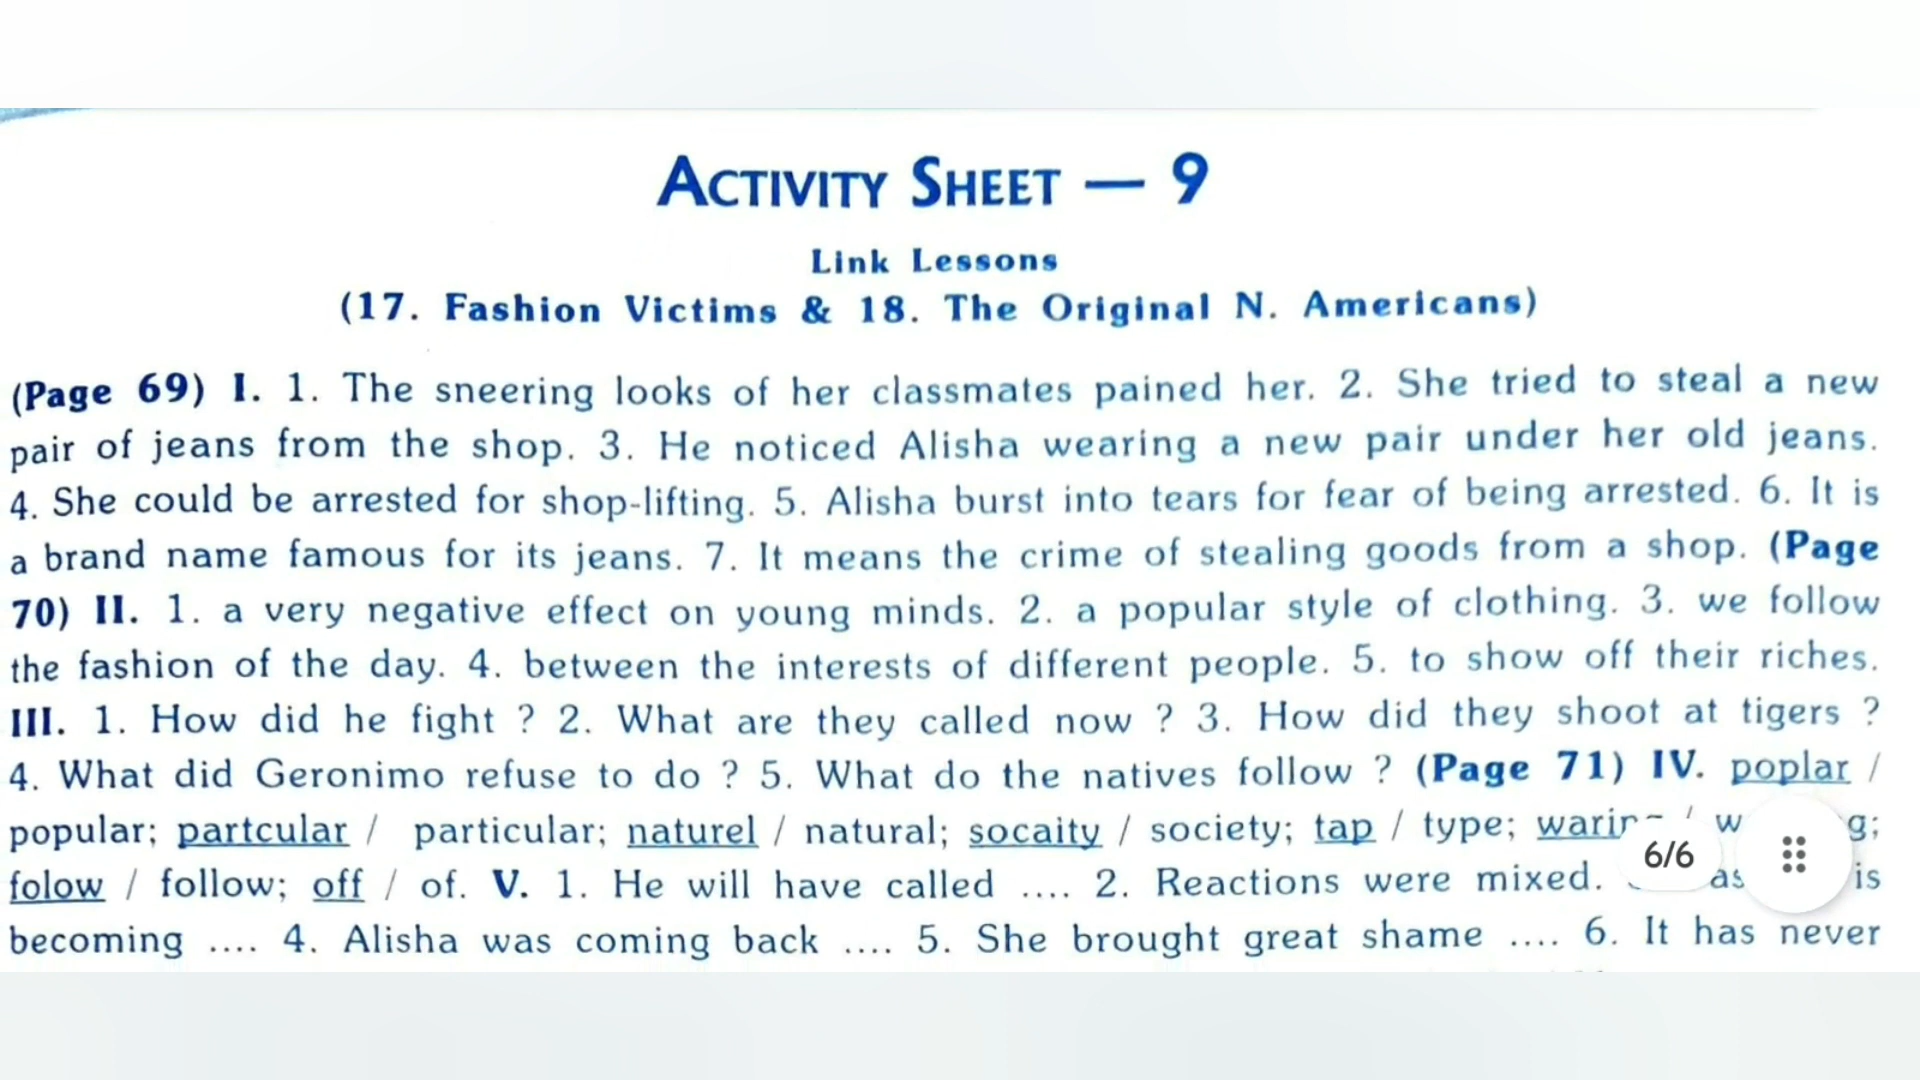 ACTIVITY SHEET — 9
Link Lessons
(17. Fashion Victims & 18. The Original N. Americans)
(Page 69) I. 1. The sneering looks of her classmates pained her. 2. She tried to steal a new
pair of jeans from the shop. 3. He noticed Alisha wearing a new pair under her old jeans.
4. She could be arrested for shop-lifting. 5. Alisha burst into tears for fear of being arrested. 6. It is
a brand name famous for its jeans. 7. It means the crime of stealing goods from a shop. (Page
70) II. 1. a very negative effect on young minds. 2. a popular style of clothing. 3. we follow
the fashion of the day. 4. between the interests of different people. 5. to show off their riches.
III. 1. How did he fight ? 2. What are they called now ? 3. How did they shoot at tigers ?
4. What did Geronimo refuse to do ? 5. What do the natives follow ? (Page 71) IV. poplar /
popular; partcular / particular; naturel / natural; socaity / society; tap / type; /
folow / follow; off / of. V. 1. He will have called .... 2. Reactions were mixed. is
becoming .... 4. Alisha was coming back .... 5. She brought great shame .... 6. It has never
6/6